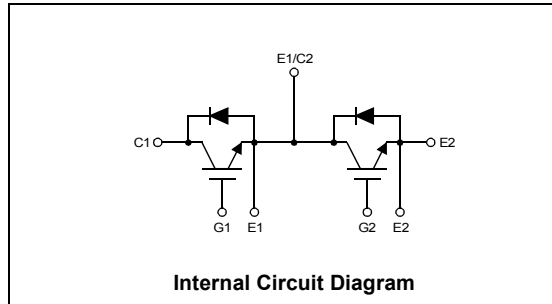 E1/C2
C1 E2
G1 E1 G2 E2
Internal Circuit Diagram